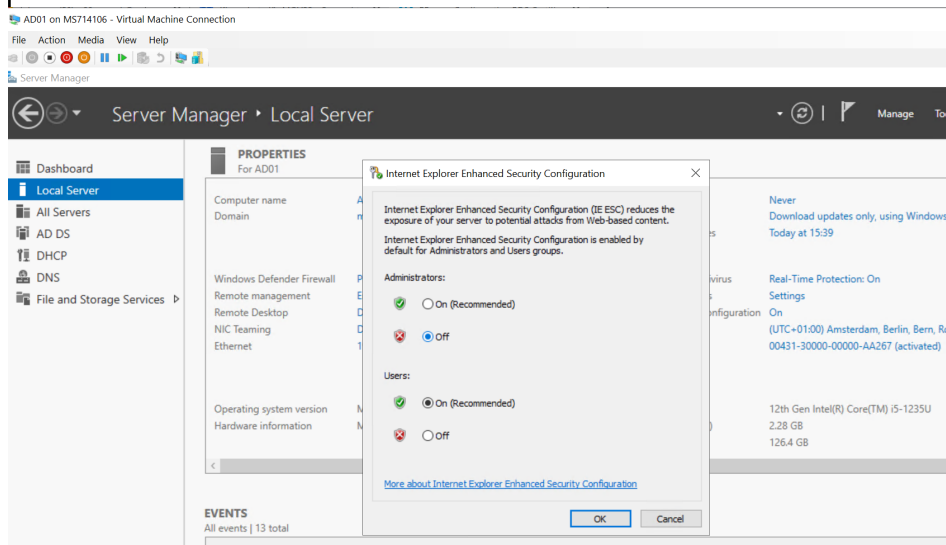 AD01 on MS714106 - Virtual Machine Connection
File Action Media View Help
Server Manager
Server Manager • Local Server
Manage
Dashboard
Local Server
All Servers
AD DS
DHCP
DNS
File and Storage Services
PROPERTIES
For AD01
Computer name
Domain
Windows Defender Firewall
Remote management
Remote Desktop
NIC Teaming
Ethernet
Operating system version
Hardware information
Internet Explorer Enhanced Security Configuration
Internet Explorer Enhanced Security Configuration (IE ESC) reduces the
exposure of your server to potential attacks from Web-based content.
Internet Explorer Enhanced Security Configuration is enabled by
default for Administrators and Users groups.
Administrators:
On (Recommended)
Off
Users:
On (Recommended)
Off
More about Internet Explorer Enhanced Security Configuration
OK Cancel
Never
Download updates only, using Windows
Today at 15:39
Real-Time Protection: On
Settings
On
(UTC+01:00) Amsterdam, Berlin, Bern,
00431-30000-00000-AA267 (activated)
12th Gen Intel(R) Core(TM) i5-1235U
2.28 GB
126.4 GB
EVENTS
All events | 13 total